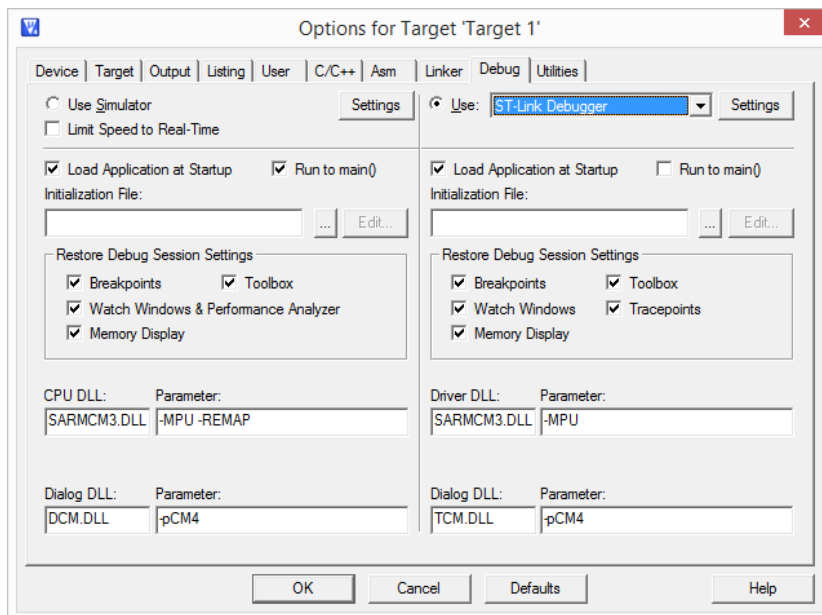 Options for Target 'Target 1'
Device Target Output Listing User C/C++ Asm Linker Debug Utilities
Use Simulator Settings
Limit Speed to Real-Time
Use: ST-Link Debugger Settings
Load Application at Startup Run to main()
Initialization File:
... Edit...
Restore Debug Session Settings
Breakpoints Toolbox
Watch Windows & Performance Analyzer
Memory Display
Load Application at Startup Run to main()
Initialization File:
... Edit...
Restore Debug Session Settings
Breakpoints Toolbox
Watch Windows Tracepoints
Memory Display
CPU DLL: Parameter:
SARMCM3.DLL -MPU -REMAP
Driver DLL: Parameter:
SARMCM3.DLL -MPU
Dialog DLL: Parameter:
DCM.DLL -pCM4
Dialog DLL: Parameter:
TCM.DLL -pCM4
OK Cancel Defaults Help